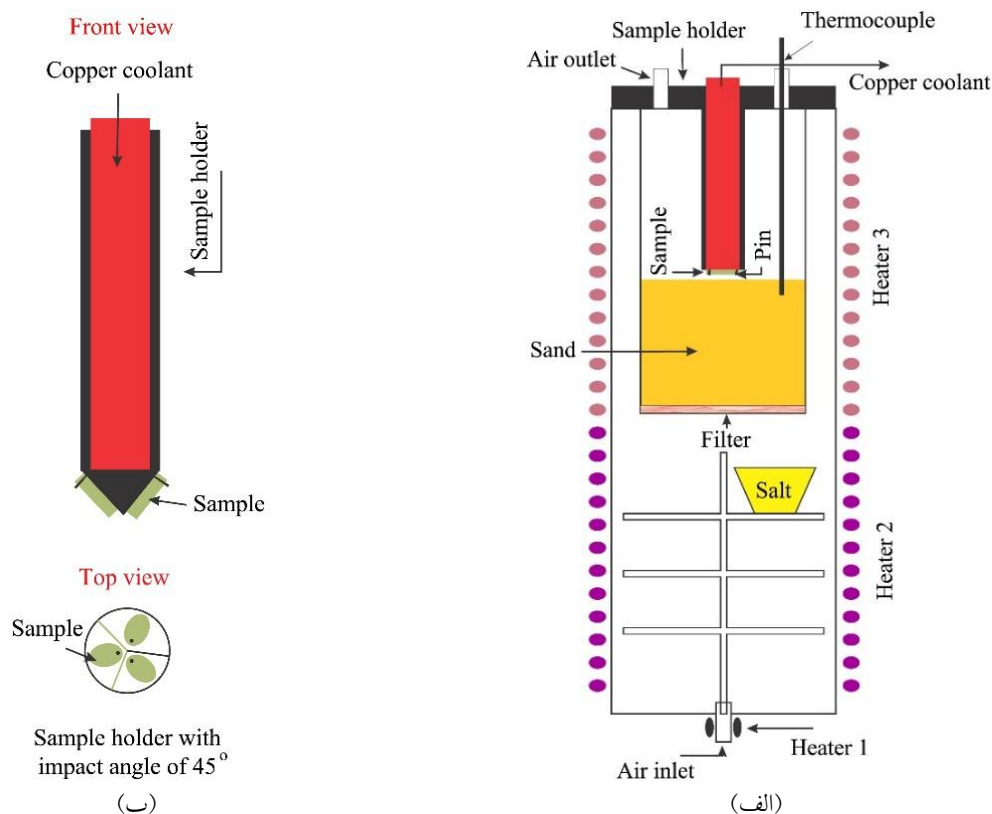 Front view
Copper coolant
Sample holder
Sample
Top view
Sample
Sample holder with
impact angle of 45°
(ب)
Thermocouple
Sample holder
Air outlet
Copper coolant
Sample
Pin
Heater 3
Sand
Filter
Salt
Heater 2
Heater 1
Air inlet
(الف)